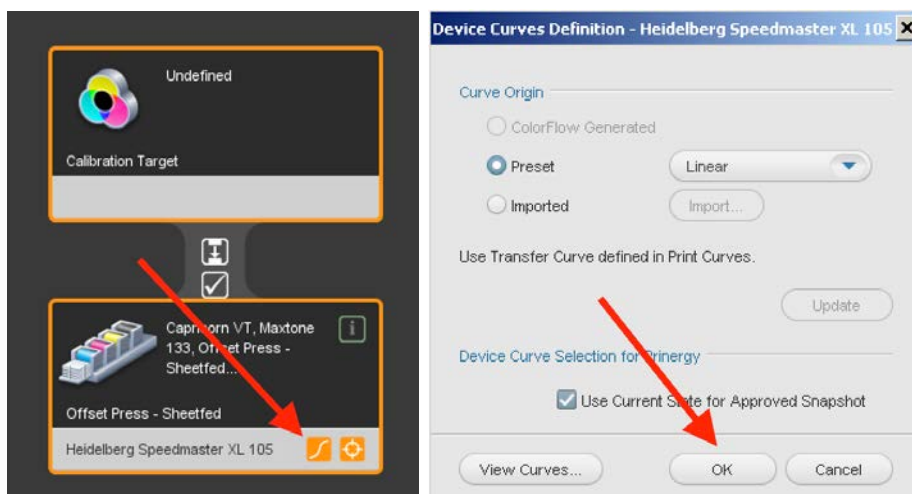 Undefined
Calibration Target
Capricorn VT, Maxtone
133, Offset Press -
Sheetfed...
i
Offset Press - Sheetfed
Heidelberg Speedmaster XL 105
Device Curves Definition - Heidelberg Speedmaster XL 105
Curve Origin
ColorFlow Generated
Preset
Linear
Imported
Import...
Use Transfer Curve defined in Print Curves.
Update
Device Curve Selection for Prinergy
Use Current State for Approved Snapshot
View Curves...
OK
Cancel